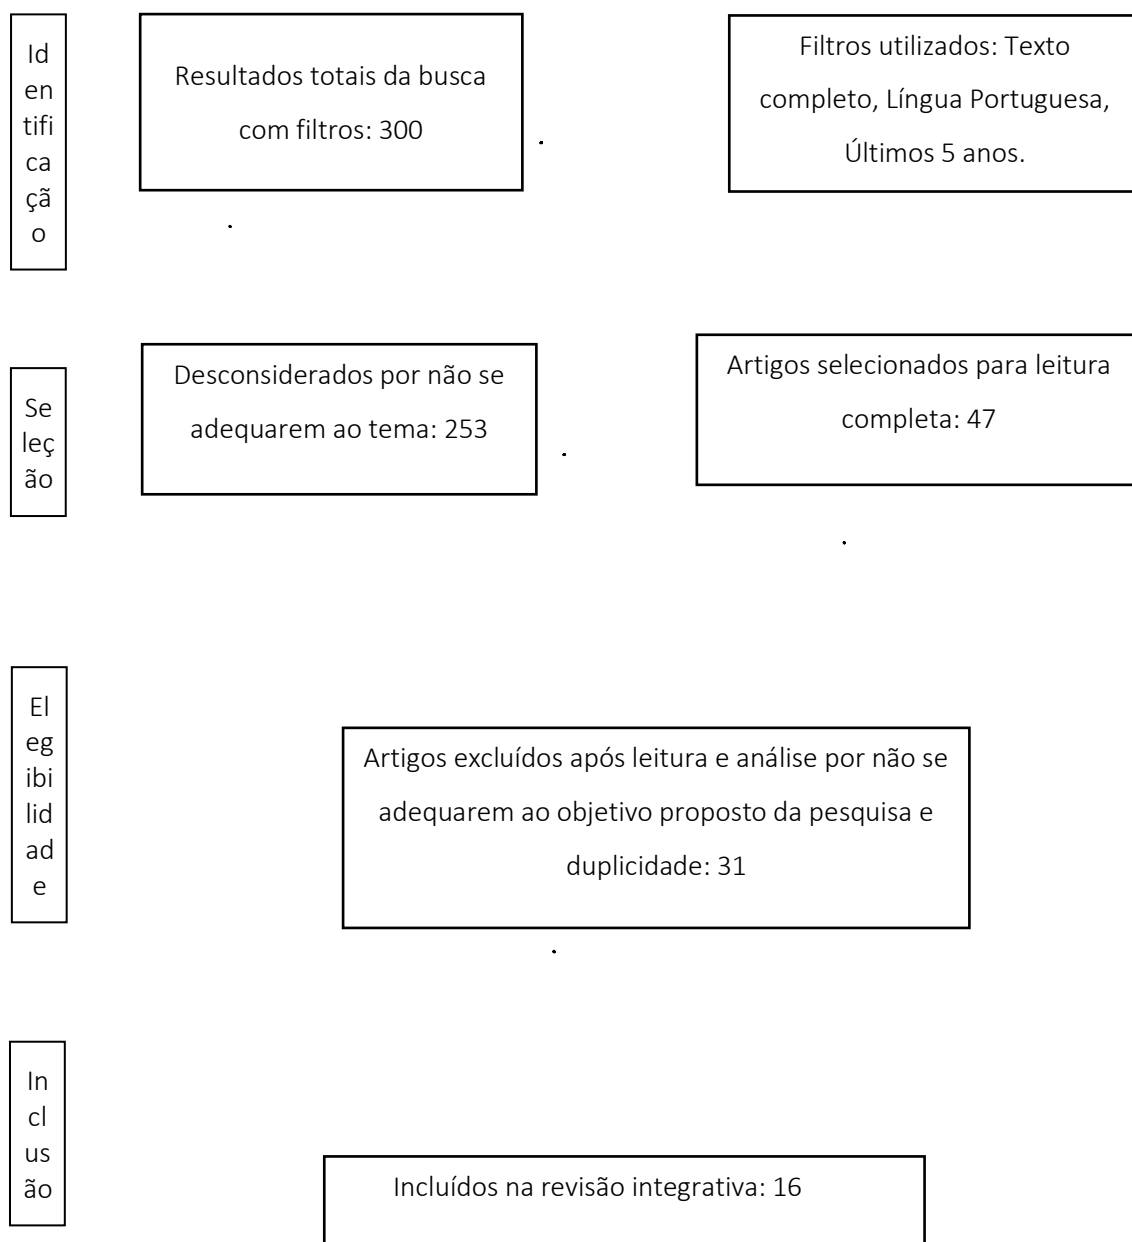 Id
en
tifi
ca
çã
o
Resultados totais da busca
com filtros: 300
Filtros utilizados: Texto
completo, Língua Portuguesa,
Últimos 5 anos.
Se
leç
ão
Desconsiderados por não se
adequarem ao tema: 253
Artigos selecionados para leitura
completa: 47
El
eg
ibi
lid
ad
e
Artigos excluídos após leitura e análise por não se
adequarem ao objetivo proposto da pesquisa e
duplicidade: 31
In
cl
us
ão
Incluídos na revisão integrativa: 16